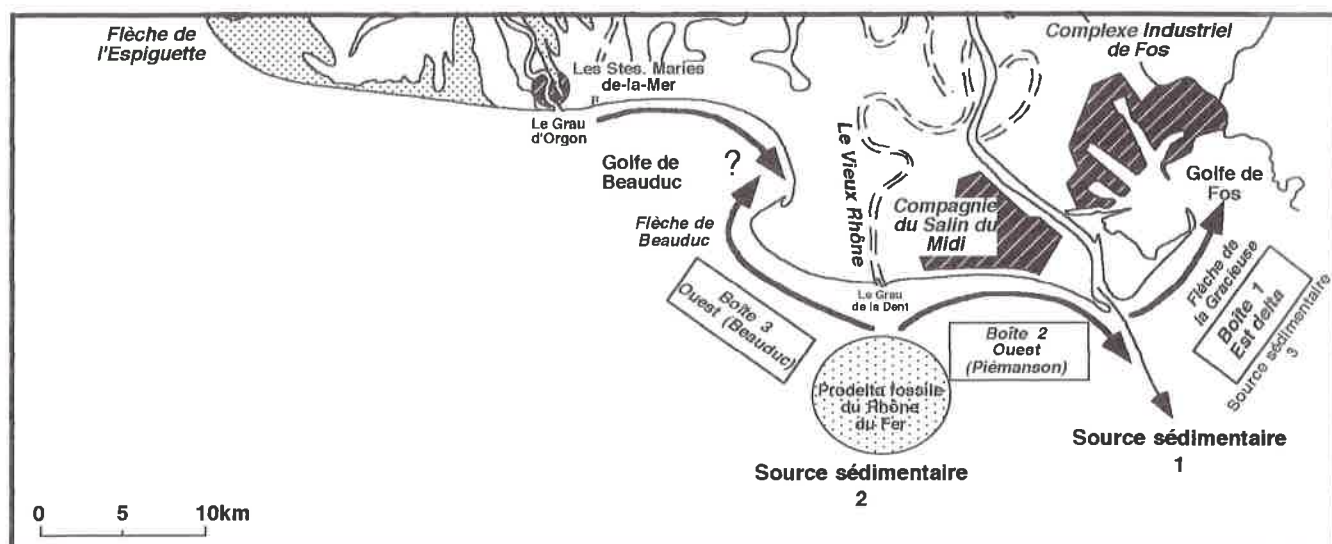 Flèche de
l'Espiguette
Les Stes. Maries
de-la-Mer
Le Grau
d'Orgon
Complexe Industriel
de Fos
Golfe de
Beauduc
?
Flèche de
Beauduc
Le Vieux Rhône
Compagnie
du Salin du
Midi
Golfe de
Fos
Le Grau
de la Dent
Boîte 3
Ouest (Beauduc)
Boîte 2
Ouest
(Piémanson)
Flèche de
la Gracieuse
Boîte 1
Est delta
Source sédimentaire
3
Prodelta fossile
du Rhône
du Fer
Source sédimentaire
1
Source sédimentaire
2
0 5 10km